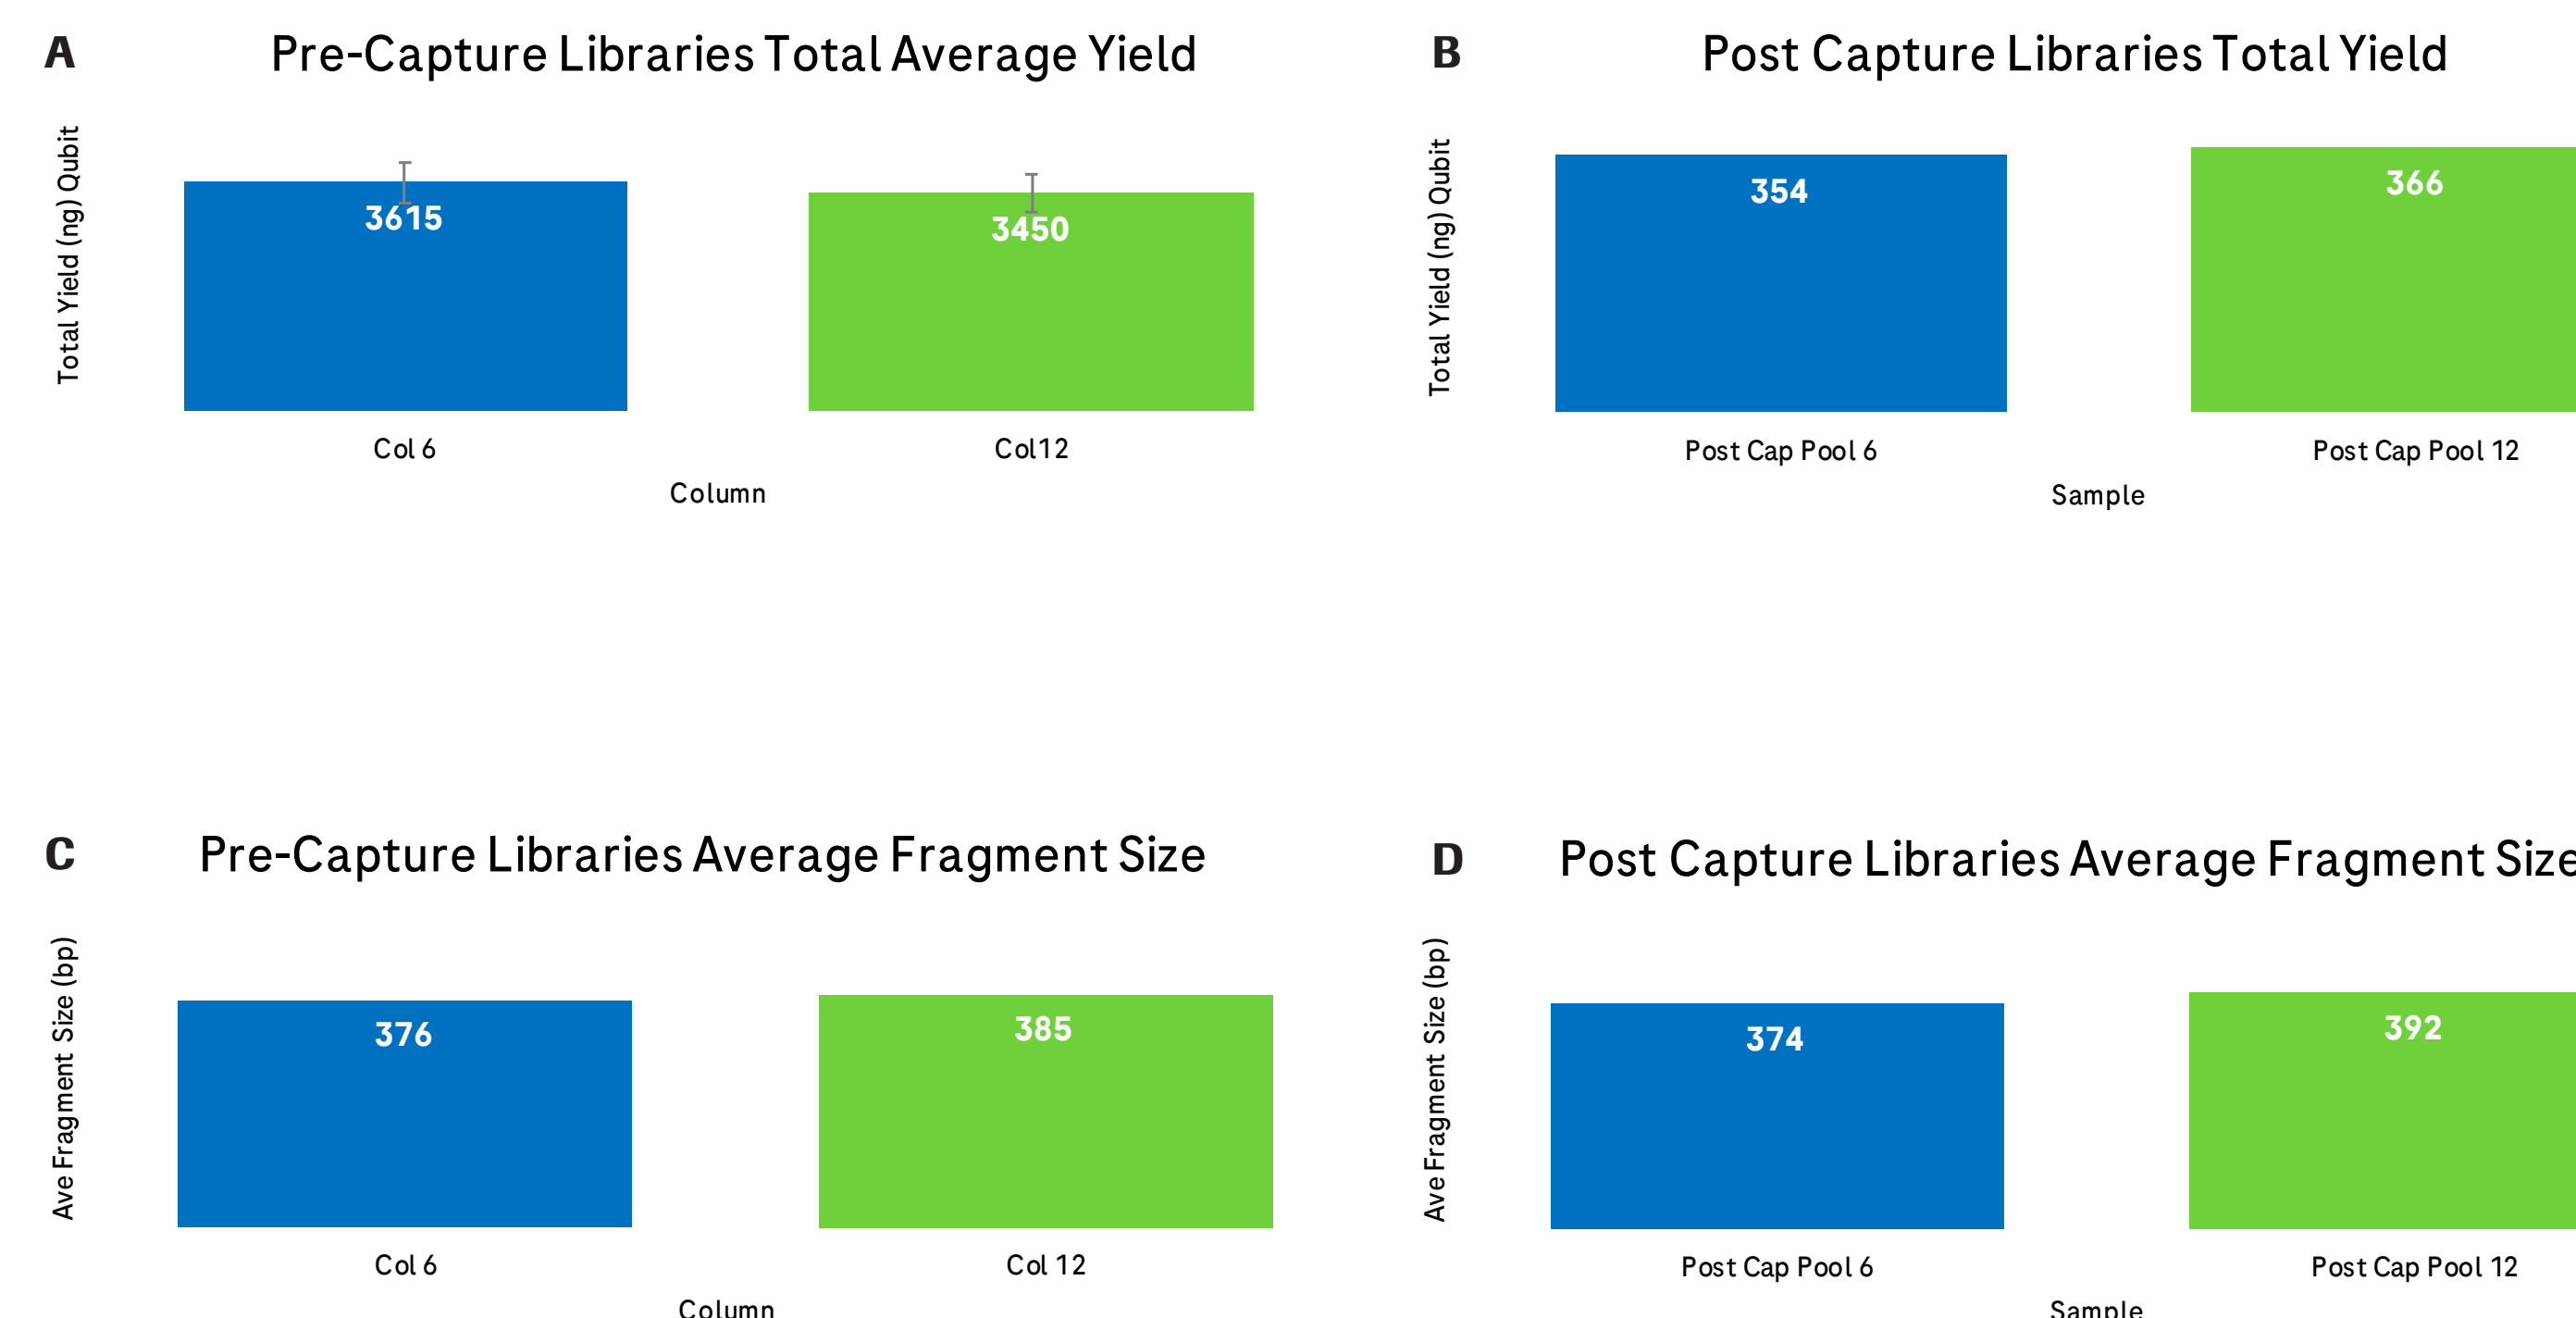 A
Pre-Capture Libraries Total Average Yield
Total Yield (ng) Qubit
3615
3450
Col 6
Col12
Column
B
Post Capture Libraries Total Yield
Total Yield (ng) Qubit
354
366
Post Cap Pool 6
Post Cap Pool 12
Sample
C
Pre-Capture Libraries Average Fragment Size
Ave Fragment Size (bp)
376
385
Col 6
Col 12
Column
D
Post Capture Libraries Average Fragment Size
Ave Fragment Size (bp)
374
392
Post Cap Pool 6
Post Cap Pool 12
Sample